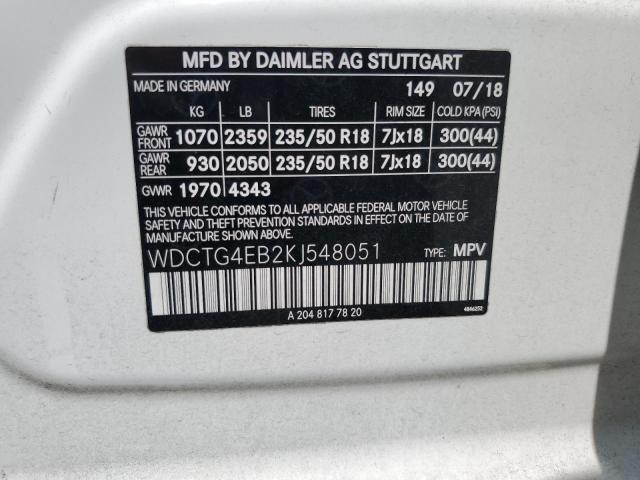 MFD BY DAIMLER AG STUTTGART
MADE IN GERMANY 149 07/18
KG LB TIRES RIM SIZE COLD KPA (PSI)
GAWR FRONT 1070 2359 235/50 R18 7Jx18 300(44)
GAWR REAR 930 2050 235/50 R18 7Jx18 300(44)
GVWR 1970 4343
THIS VEHICLE CONFORMS TO ALL APPLICABLE FEDERAL MOTOR VEHICLE
SAFETY AND THEFT PREVENTION STANDARDS IN EFFECT ON THE DATE OF
MANUFACTURE SHOWN ABOVE.
WDCTG4EB2KJ548051 TYPE: MPV
A 204 817 78 20
4846252